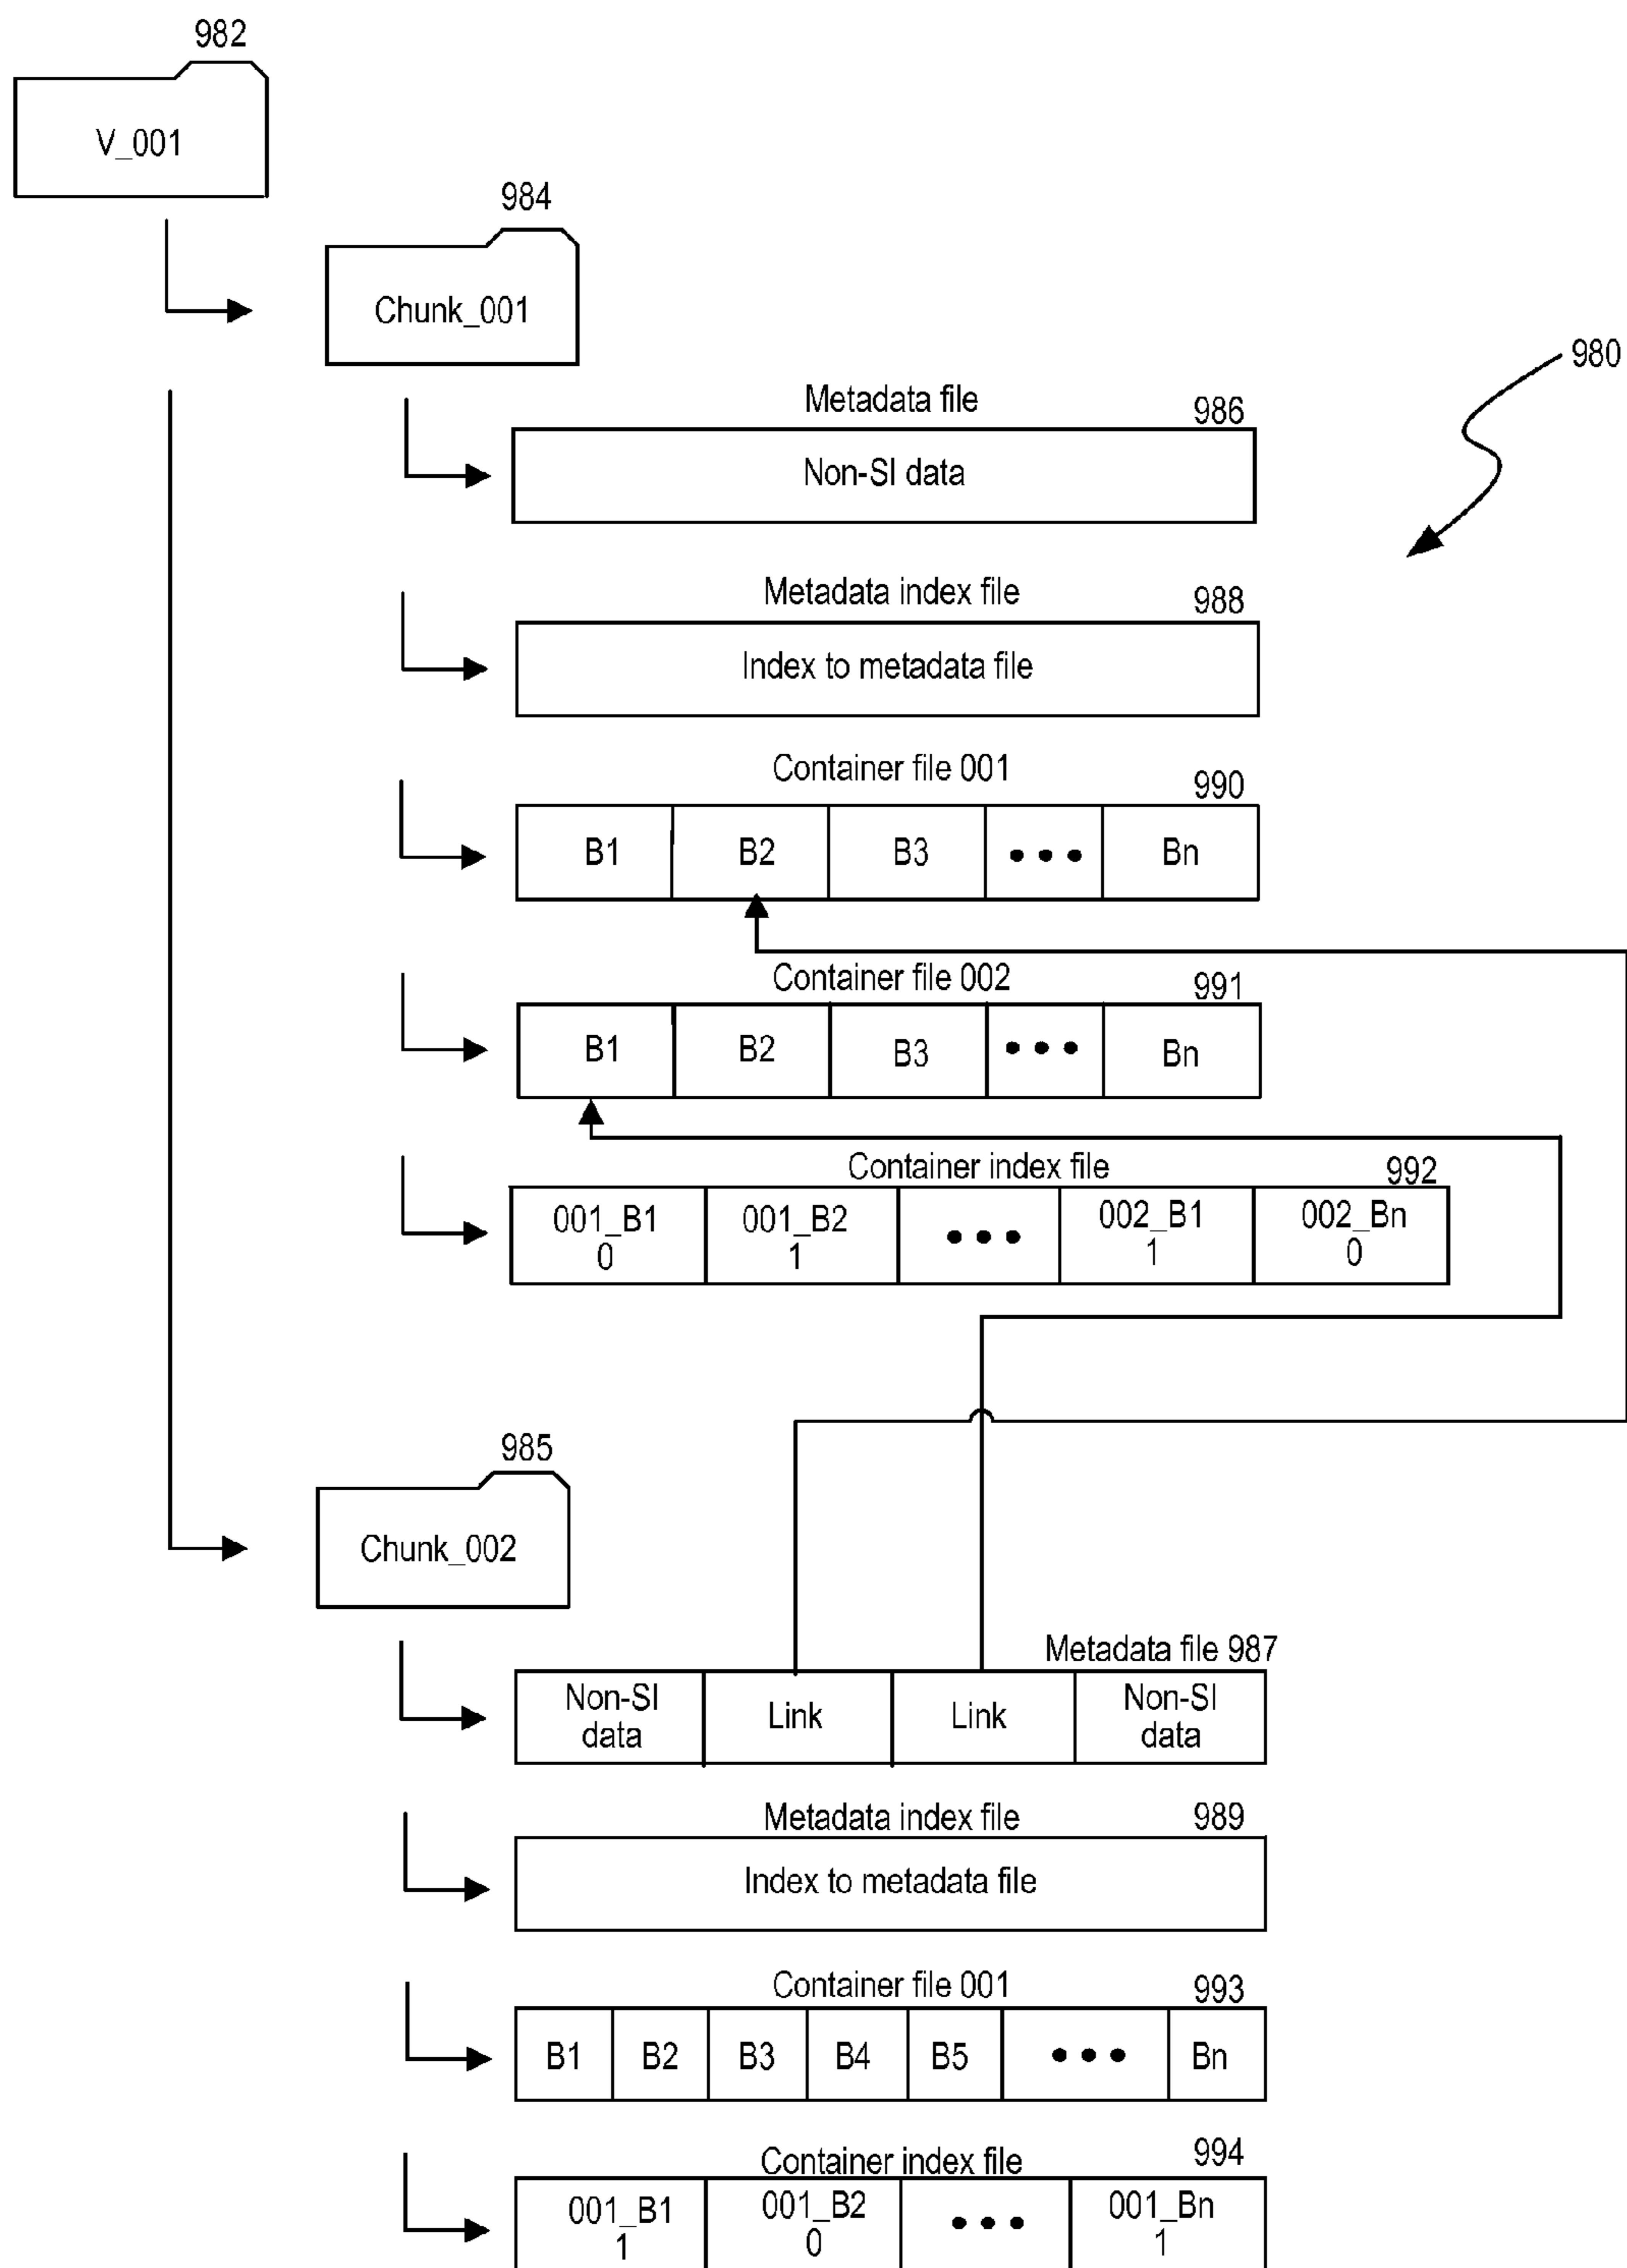 982
V_001
984
Chunk_001
980
Metadata file
986
Non-SI data
Metadata index file
988
Index to metadata file
Container file 001
990
B1 B2 B3 ••• Bn
Container file 002
991
B1 B2 B3 ••• Bn
Container index file
992
001_B1 001_B2 ••• 002_B1 002_Bn
0 1 1 0
985
Chunk_002
Metadata file 987
Non-SI Link Link Non-SI
data data
Metadata index file
989
Index to metadata file
Container file 001
993
B1 B2 B3 B4 B5 ••• Bn
Container index file
994
001_B1 001_B2 ••• 001_Bn
1 0 1